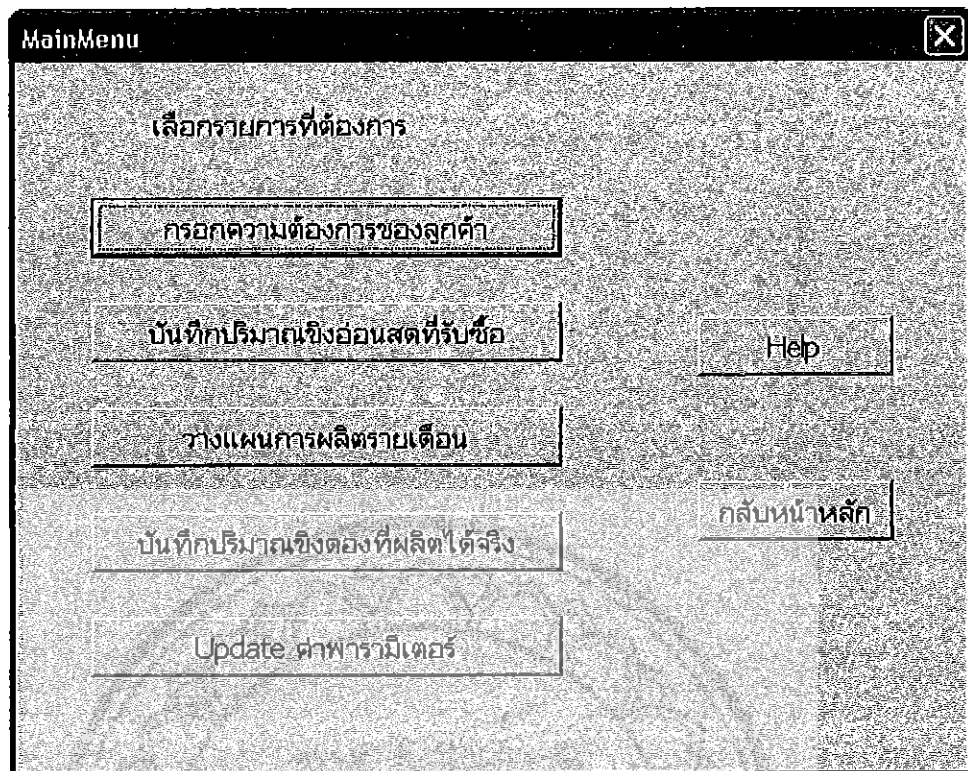 MainMenu
เลือกรายการที่ต้องการ
กรอกความต้องการของลูกค้า
บันทึกปริมาณขิงอ่อนสดที่รับซื้อ
Help
วางแผนการผลิตรายเดือน
กลับหน้าหลัก
บันทึกปริมาณขิงดองที่ผลิตได้จริง
Update ค่าพารามิเตอร์